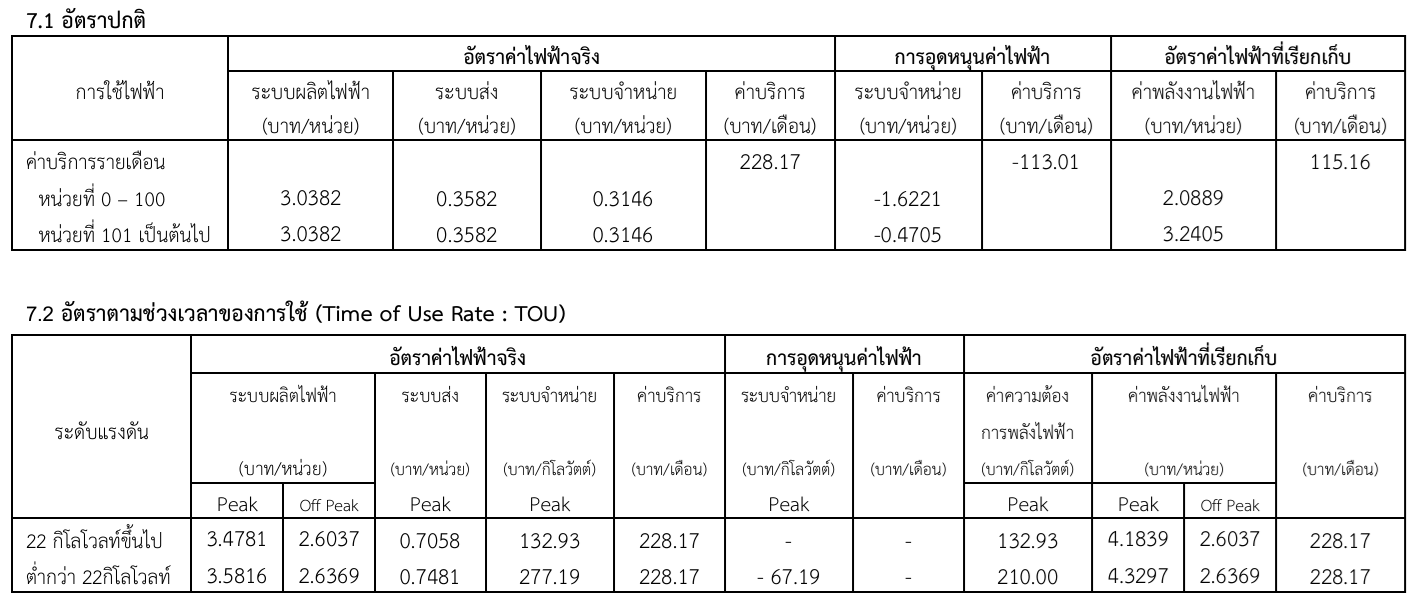 7.1 อัตราปกติ
อัตราค่าไฟฟ้าจริง การอุดหนุนค่าไฟฟ้า อัตราค่าไฟฟ้าที่เรียกเก็บ
การใช้ไฟฟ้า ระบบผลิตไฟฟ้า ระบบส่ง ระบบจำหน่าย ค่าบริการ ระบบจำหน่าย ค่าบริการ ค่าพลังงานไฟฟ้า ค่าบริการ
(บาท/หน่วย) (บาท/หน่วย) (บาท/หน่วย) (บาท/เดือน) (บาท/หน่วย) (บาท/เดือน) (บาท/หน่วย) (บาท/เดือน)
ค่าบริการรายเดือน 228.17 -113.01 115.16
หน่วยที่ 0 – 100 3.0382 0.3582 0.3146 -1.6221 2.0889
หน่วยที่ 101 เป็นต้นไป 3.0382 0.3582 0.3146 -0.4705 3.2405
7.2 อัตราตามช่วงเวลาของการใช้ (Time of Use Rate : TOU)
อัตราค่าไฟฟ้าจริง การอุดหนุนค่าไฟฟ้า อัตราค่าไฟฟ้าที่เรียกเก็บ
ระบบผลิตไฟฟ้า ระบบส่ง ระบบจำหน่าย ค่าบริการ ระบบจำหน่าย ค่าบริการ ค่าความต้อง ค่าพลังงานไฟฟ้า ค่าบริการ
ระดับแรงดัน การพลังไฟฟ้า
(บาท/หน่วย) (บาท/หน่วย) (บาท/กิโลวัตต์) (บาท/เดือน) (บาท/กิโลวัตต์) (บาท/เดือน) (บาท/กิโลวัตต์) (บาท/หน่วย) (บาท/เดือน)
Peak Off Peak Peak Peak Peak Peak Peak Off Peak
22 กิโลโวลท์ขึ้นไป 3.4781 2.6037 0.7058 132.93 228.17 - - 132.93 4.1839 2.6037 228.17
ต่ำกว่า 22กิโลโวลท์ 3.5816 2.6369 0.7481 277.19 228.17 - 67.19 - 210.00 4.3297 2.6369 228.17